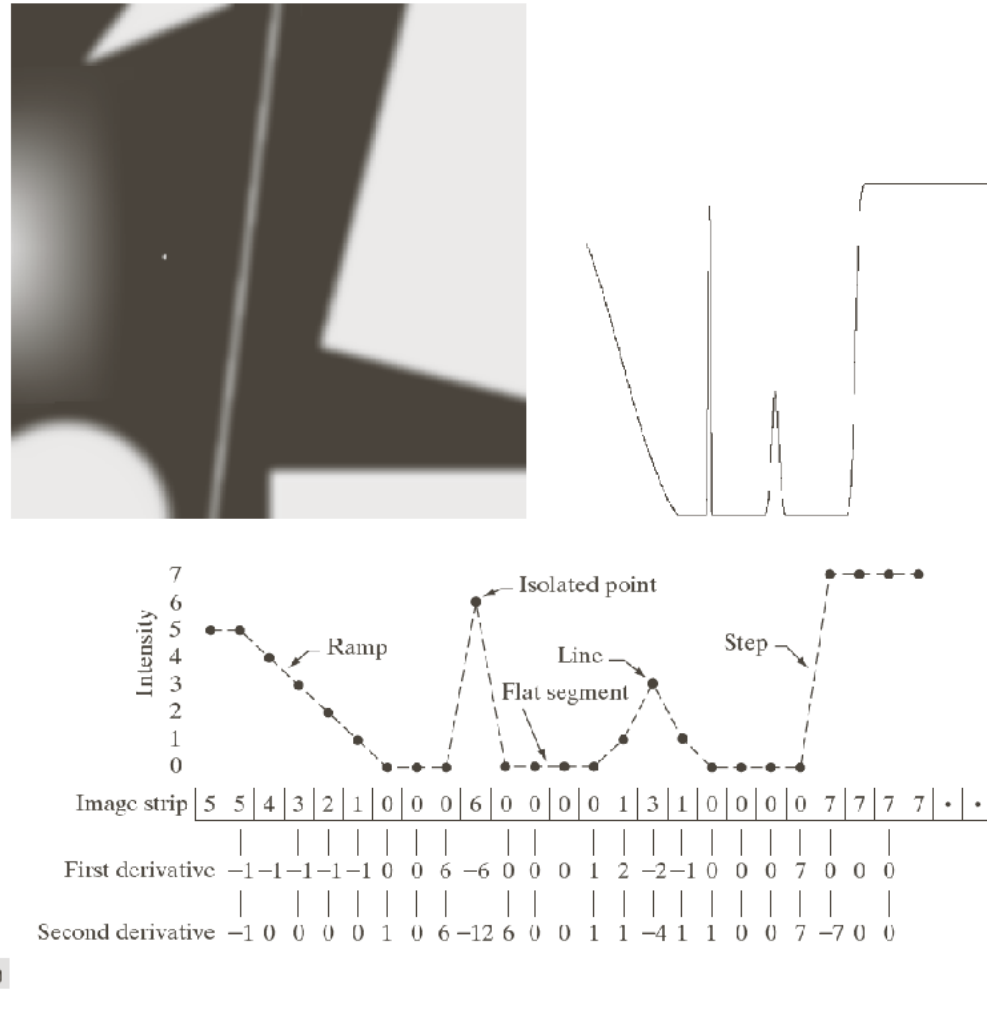 7
6
5
4
3
2
1
0
Intensity
Isolated point
Ramp
Line
Flat segment
Step
Image strip 5 5 4 3 2 1 0 0 0 6 0 0 0 0 1 3 1 0 0 0 0 7 7 7 7 • •
First derivative −1 −1 −1 −1 −1 0 0 6 −6 0 0 0 1 2 −2 −1 0 0 0 7 0 0 0
Second derivative −1 0 0 0 0 1 0 6 −12 6 0 0 1 1 −4 1 1 0 0 7 −7 0 0